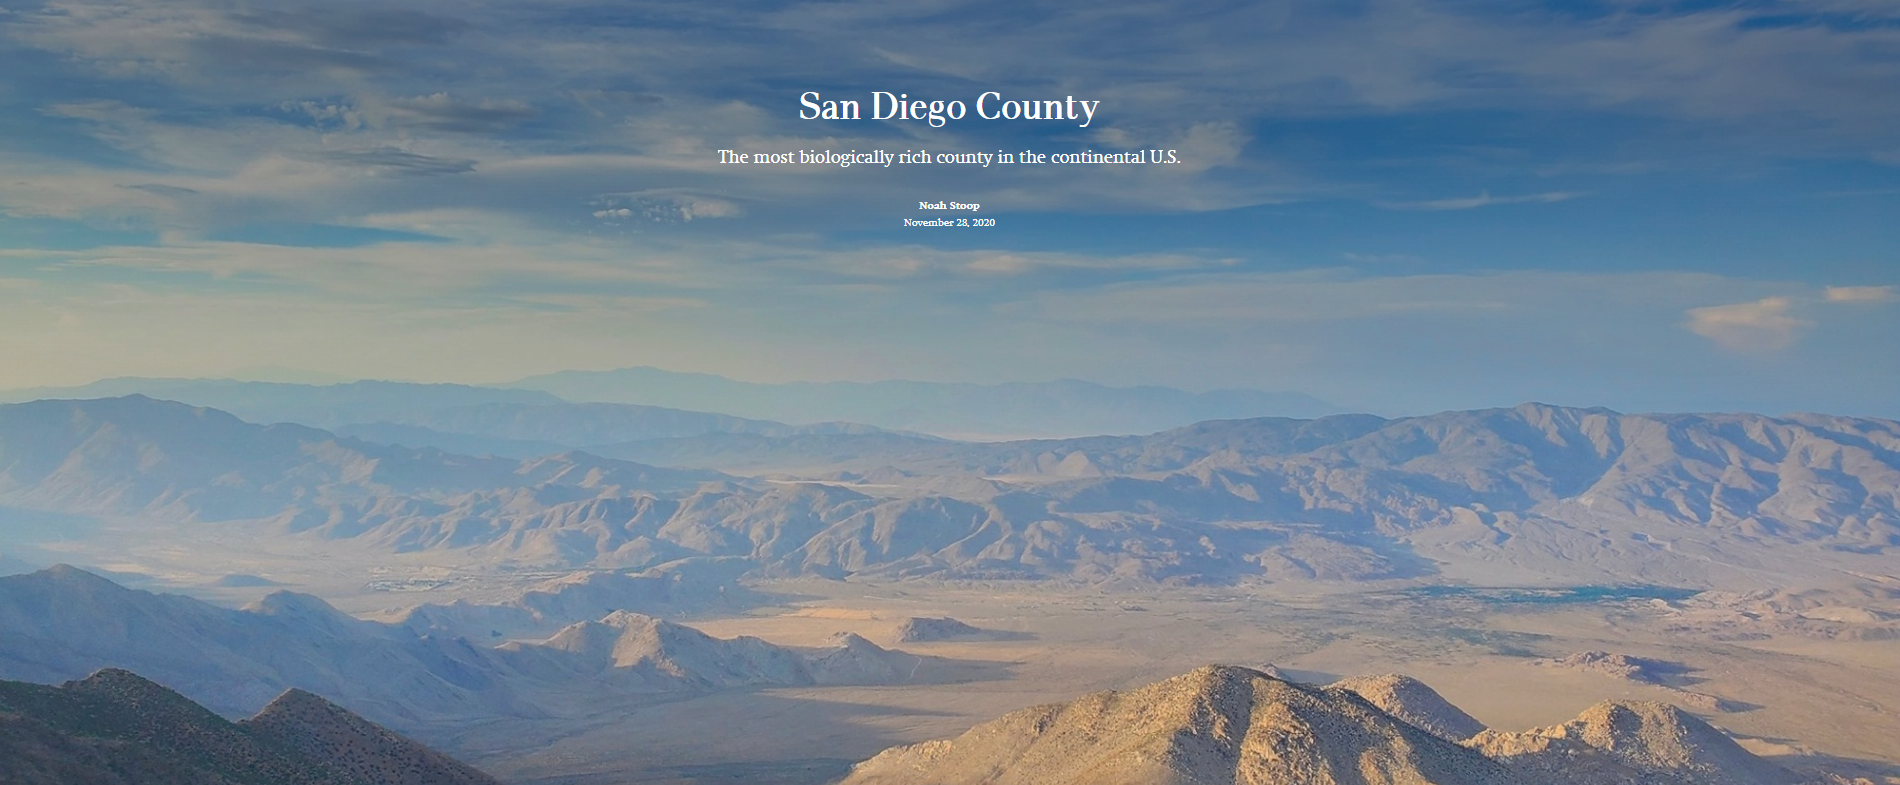 San Diego County
The most biologically rich county in the continental U.S.
Noah Stoop
November 28, 2020